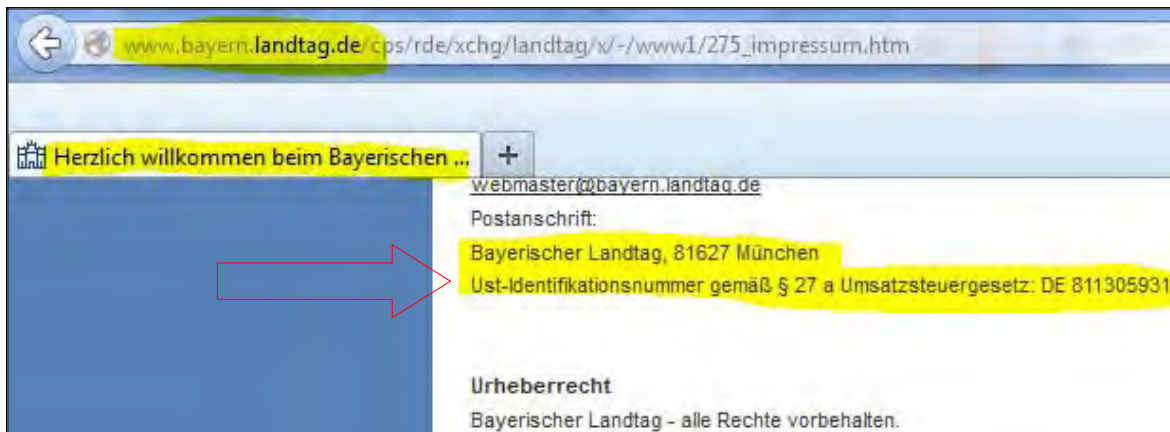 www.bayern.landtag.de/cps/rde/xchg/landtag/x/-/www1/275_impressum.htm
Herzlich willkommen beim Bayerischen ...
+
webmaster@bayern.landtag.de
Postanschrift:
Bayerischer Landtag, 81627 München
Ust-Identifikationsnummer gemäß § 27 a Umsatzsteuergesetz: DE 811305931
Urheberrecht
Bayerischer Landtag - alle Rechte vorbehalten.